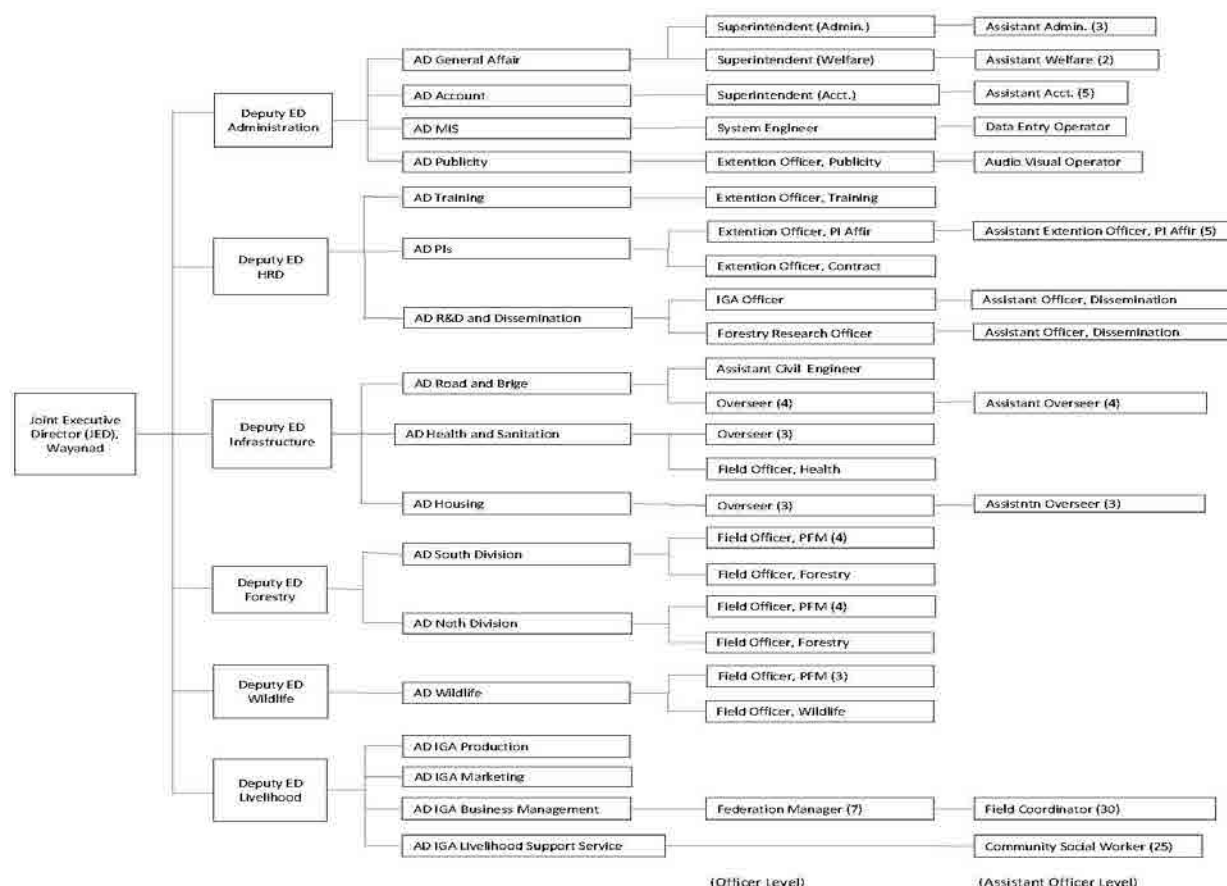 Superintendent (Admin.)
Assistant Admin. (3)
AD General Affair
Superintendent (Welfare)
Assistant Welfare (2)
Deputy ED
Administration
AD Account
Superintendent (Acct.)
Assistant Acct. (5)
AD MIS
System Engineer
Data Entry Operator
AD Publicity
Extention Officer, Publicity
Audio Visual Operator
AD Training
Extention Officer, Training
Deputy ED
HRD
AD PIs
Extention Officer, PI Affir
Assistant Extention Officer, PI Affir (5)
Extention Officer, Contract
AD R&D and Dissemination
IGA Officer
Assistant Officer, Dissemination
Forestry Research Officer
Assistant Officer, Dissemination
Joint Executive
Director (JED),
Wayanad
Deputy ED
Infrastructure
AD Road and Brige
Assistant Civil Engineer
Overseer (4)
Assistant Overseer (4)
AD Health and Sanitation
Overseer (3)
Field Officer, Health
AD Housing
Overseer (3)
Assistntn Overseer (3)
Deputy ED
Forestry
AD South Division
Field Officer, PFM (4)
Field Officer, Forestry
AD Noth Division
Field Officer, PFM (4)
Field Officer, Forestry
Deputy ED
Wildlife
AD Wildlife
Field Officer, PFM (3)
Field Officer, Wildlife
Deputy ED
Livelihood
AD IGA Production
AD IGA Marketing
AD IGA Business Management
Federation Manager (7)
Field Coordinator (30)
AD IGA Livelihood Support Service
Community Social Worker (25)
(Officer Level)
(Assistant Officer Level)